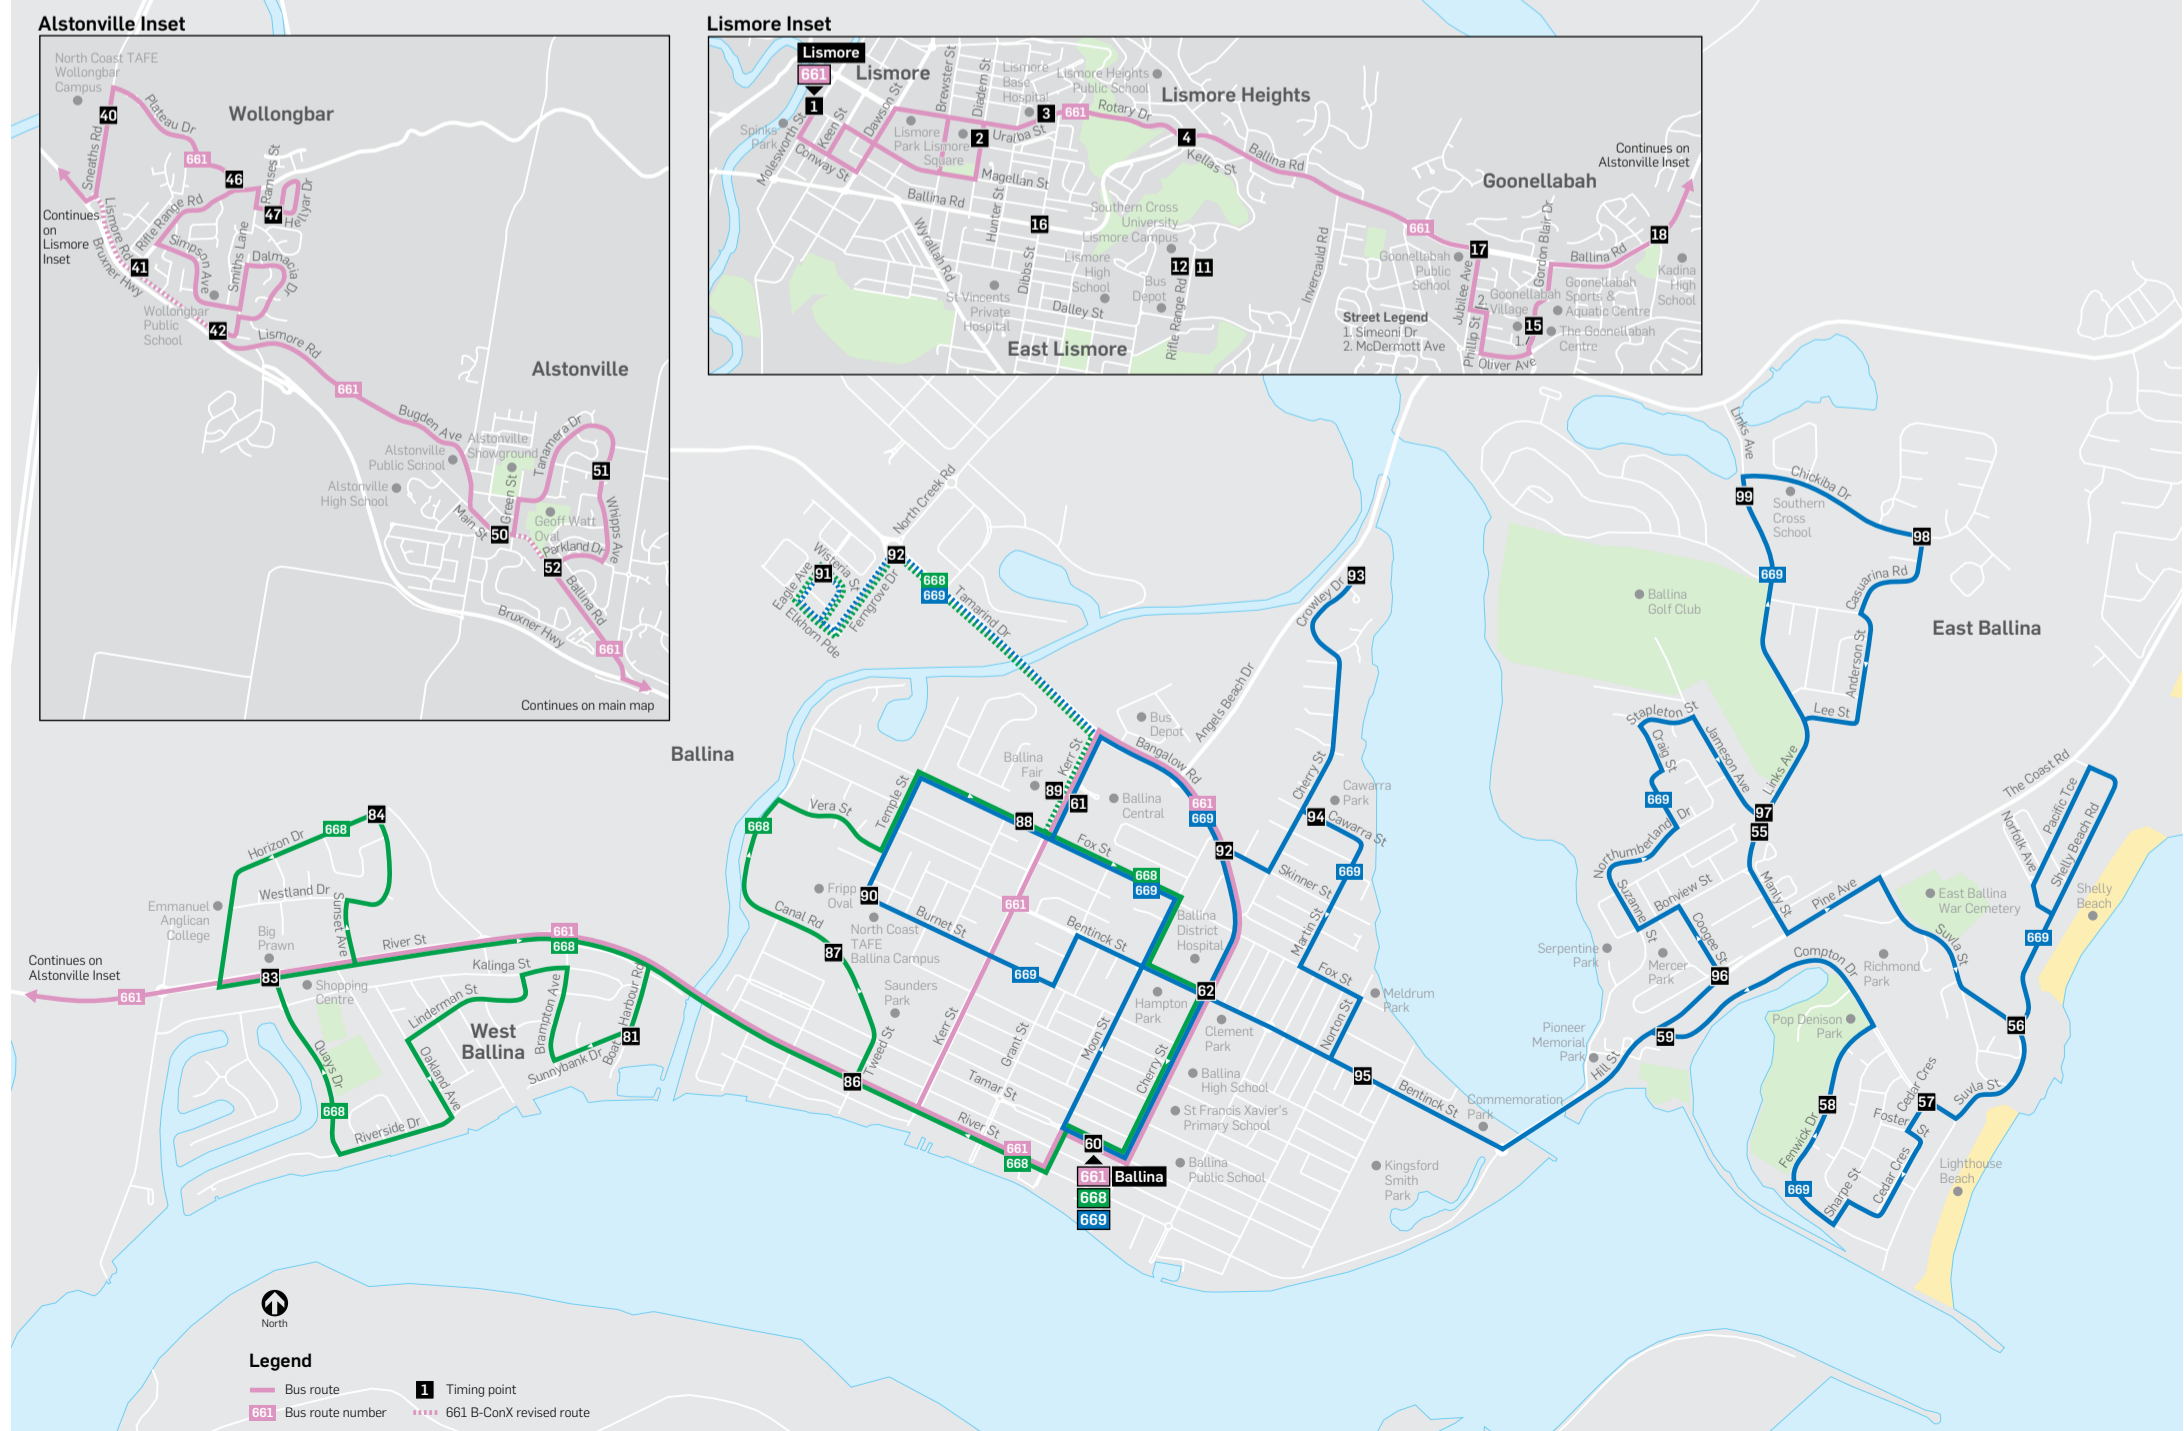 Alstonville Inset
North Coast TAFE
Wollongbar
Campus
40
Plateau Dr
Wollongbar
Sneaths Rd
661
46
Ramses St
47
Hellyar Dr
Rifle Range Rd
Continues
on
Lismore
Inset
Lismore Rd
Bruxner Hwy
41
Simpson Ave
Smiths Lane
Dalmacia Dr
Wollongbar
Public
School
42
Lismore Rd
661
Alstonville
Bugden Ave
Alstonville
Showground
Alstonville
Public School
Alstonville
High School
Tanamera Dr
51
Green St
Main St
50
Geoff Watt
Oval
Whipps Ave
Parkland Dr
52
Ballina Rd
Bruxner Hwy
661
Continues on main map
Lismore Inset
Lismore
661
1
Lismore
Spinks
Park
Molesworth St
Keen St
Conway St
Dawson St
Brewster St
Diadem St
Lismore
Park
Lismore
Square
2
Lismore
Base
Hospital
3
Uralba St
661
Lismore Heights
Public School
Rotary Dr
Lismore Heights
4
Kellas St
Ballina Rd
Magellan St
Ballina Rd
Hunter St
16
Wyrallah Rd
Dibbs St
Southern Cross
University
Lismore Campus
12
11
Lismore
High
School
Bus
Depot
St Vincents
Private
Hospital
Dalley St
Rifle Range Rd
East Lismore
Invercauld Rd
661
Goonellabah
17
Goonellabah
Public
School
Jubilee Ave
2.
Goonellabah
Village
Phillip St
15
1.
Oliver Ave
Gordon Blair Dr
Ballina Rd
18
Goonellabah
Sports &
Aquatic Centre
The Goonellabah
Centre
Kadina
High
School
Continues on
Alstonville Inset
Street Legend
1. Simeoni Dr
2. McDermott Ave
North Creek Rd
92
Wisteria St
91
Eagle Ave
Elkhorn Pde
Ferngrove Dr
668
669
Tamarind Dr
93
Crowley Dr
Angels Beach Dr
Bus
Depot
Bangalow Rd
Ballina
Ballina
Fair
Kerr St
89
61
88
Ballina
Central
661
669
Cherry St
Cawarra
Park
94
Cawarra St
669
92
Skinner St
Martin St
Fox St
668
669
Temple St
Vera St
668
Fripp
Oval
90
Canal Rd
87
North Coast
TAFE
Ballina Campus
Burnet St
661
669
Bentinck St
Ballina
District
Hospital
62
Hampton
Park
Clement
Park
Fox St
Norton St
Meldrum
Park
Saunders
Park
Kerr St
Grant St
Moon St
Cherry St
Tweed St
86
Tamar St
River St
661
668
60
661
Ballina
668
669
Ballina
High School
St Francis Xavier's
Primary School
Ballina
Public School
95
Bentinck St
Commemoration
Park
Kingsford
Smith
Park
84
668
Horizon Dr
Westland Dr
Sunset Ave
Emmanuel
Anglican
College
Big
Prawn
83
River St
661
668
Continues on
Alstonville Inset
661
Shopping
Centre
Kalinga St
Linderman St
West
Ballina
Brampton Ave
Boat Harbour Rd
81
Sunnybank Dr
Oakland Ave
Quays Dr
668
Riverside Dr
Links Ave
99
Chickiba Dr
Southern
Cross
School
98
669
Casuarina Rd
Anderson St
Lee St
East Ballina
Ballina
Golf Club
Stapleton St
Craig St
Jameson Ave
Links Ave
669
97
55
Northumberland Dr
Suzanne St
Bonview St
Coogee St
Manly St
Pine Ave
96
Serpentine
Park
Mercer
Park
Pioneer
Memorial
Park
Hill St
59
Compton Dr
Richmond
Park
Pop Denison
Park
58
Fenwick Dr
669
Sharpe St
Cedar Cres
Foster St
Cedar Cres
57
Suvla St
56
Suvla St
East Ballina
War Cemetery
The Coast Rd
Norfolk Ave
Pacific Tce
Shelly Beach Rd
Shelly
Beach
669
Lighthouse
Beach
North
Legend
Bus route
661 Bus route number
1 Timing point
661 B-ConX revised route